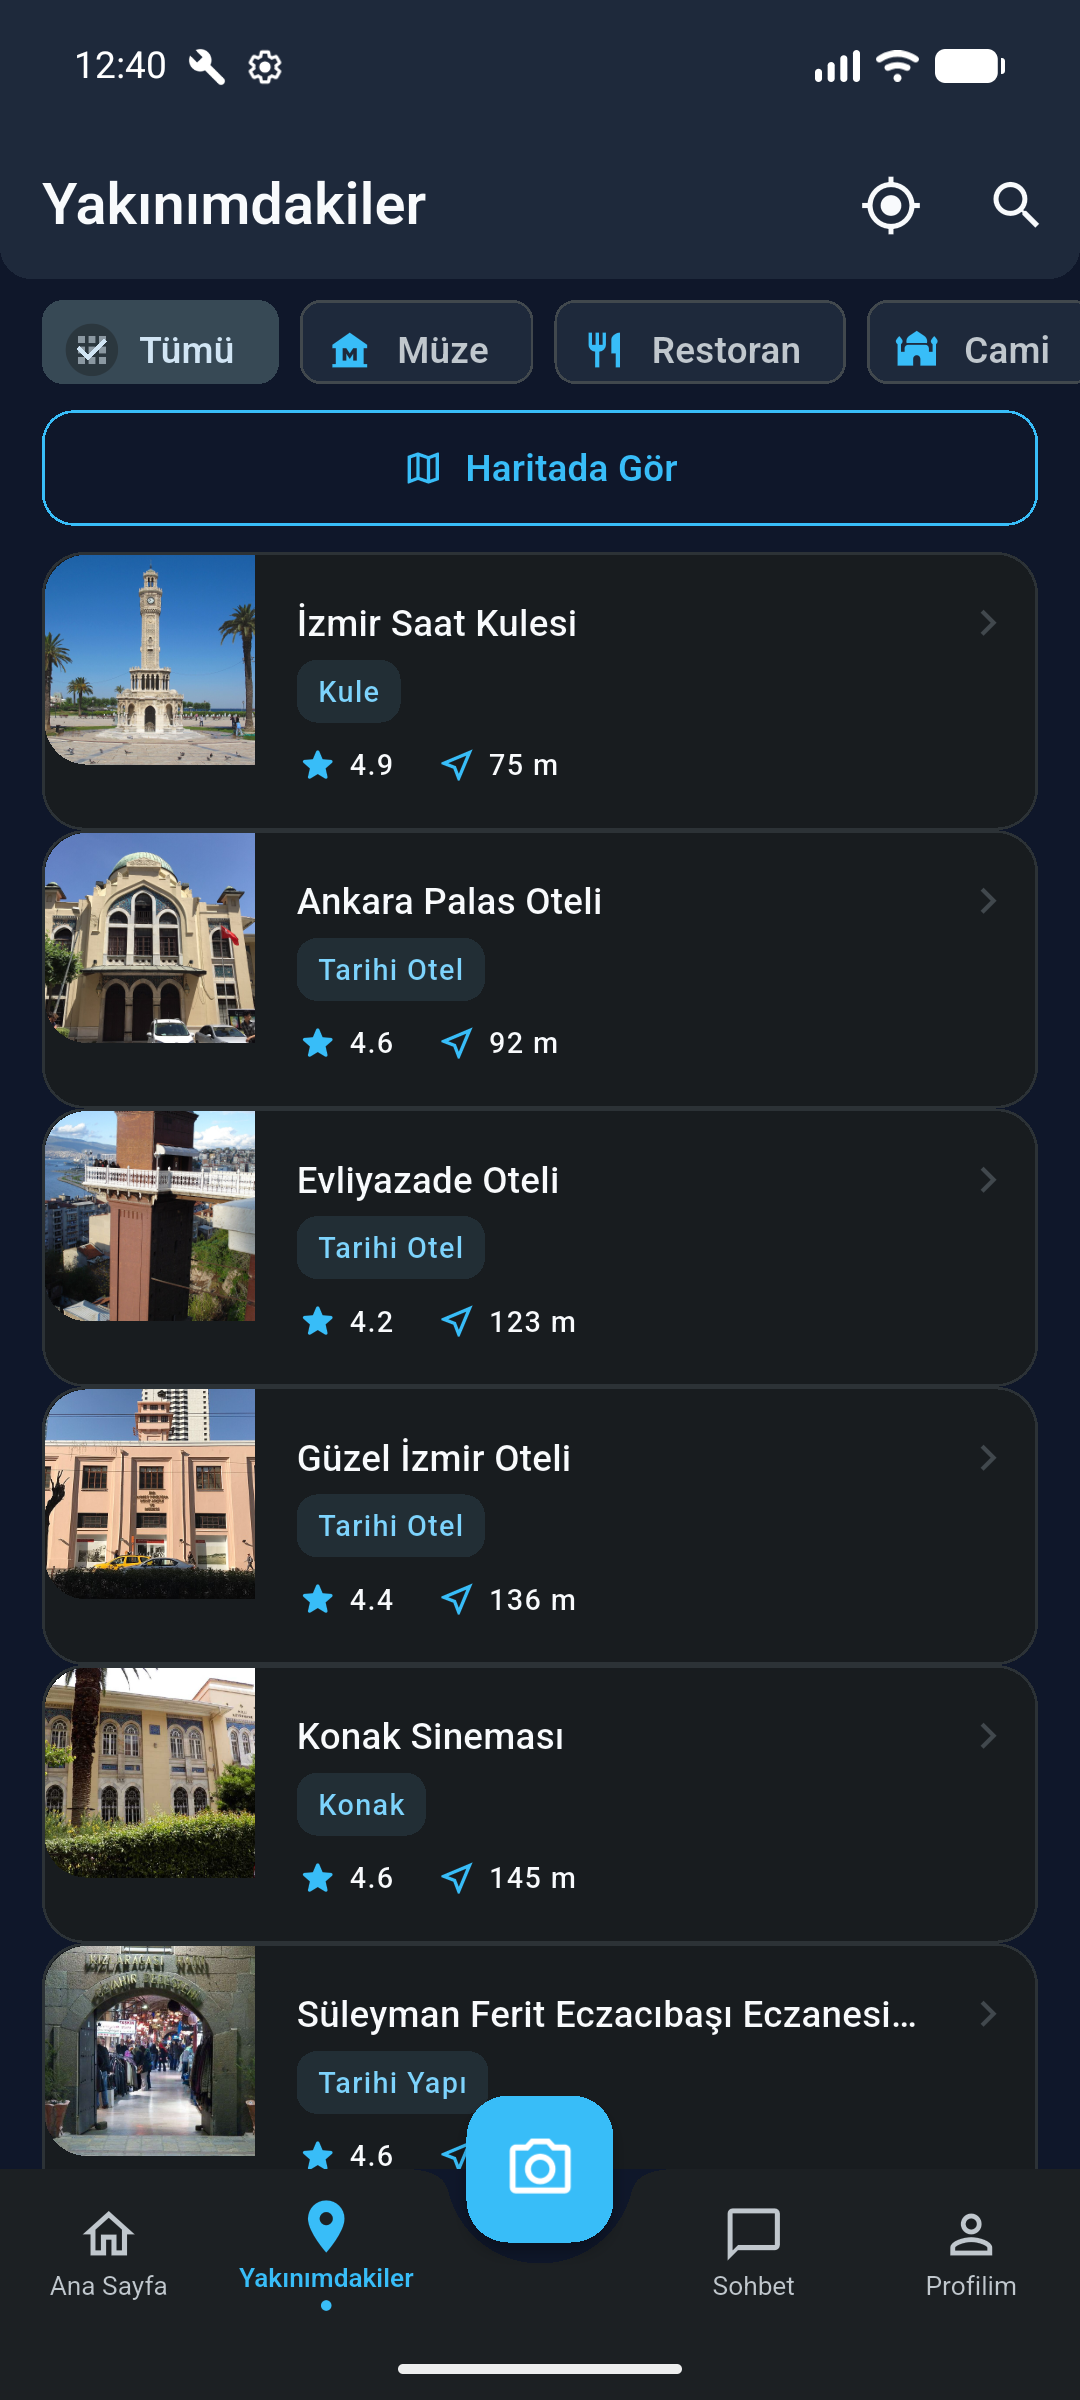 12:40
Yakınımdakiler
Tümü
Müze
Restoran
Cami
Haritada Gör
İzmir Saat Kulesi
Kule
4.9
75 m
Ankara Palas Oteli
Tarihi Otel
4.6
92 m
Evliyazade Oteli
Tarihi Otel
4.2
123 m
Güzel İzmir Oteli
Tarihi Otel
4.4
136 m
Konak Sineması
Konak
4.6
145 m
KIZLARAĞASI HANI
Süleyman Ferit Eczacıbaşı Eczanesi...
Tarihi Yapı
4.6
Ana Sayfa
Yakınımdakiler
Sohbet
Profilim